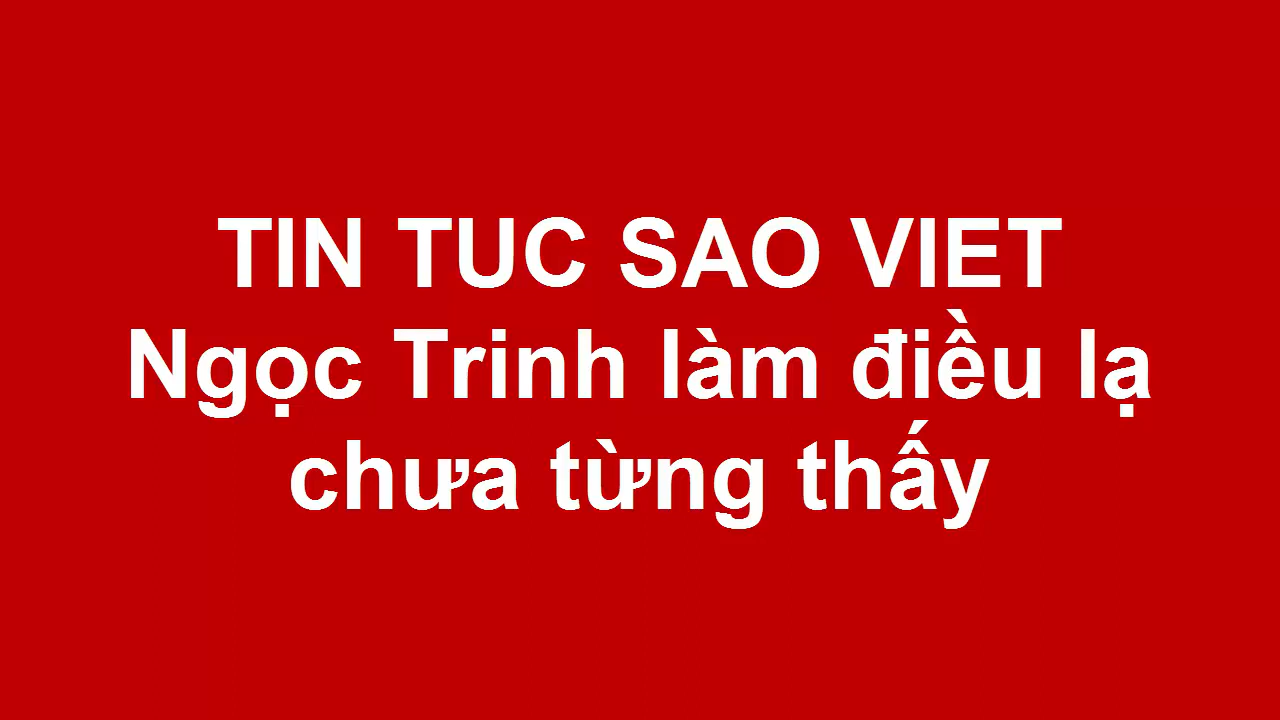 TIN TUC SAO VIET
Ngọc Trinh làm điều lạ
chưa từng thấy